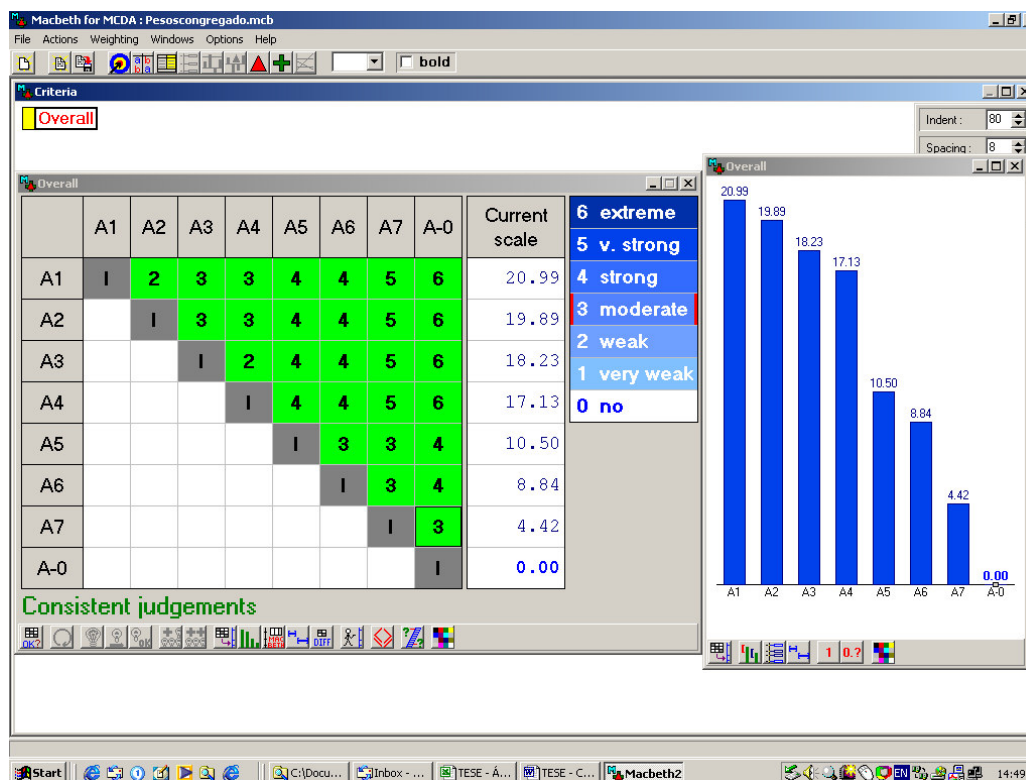 Macbeth for MCDA : Pesoscongregado.mcb
File Actions Weighting Windows Options Help
bold
Criteria
Overall
Indent : 80
Spacing : 8
Overall
A1 A2 A3 A4 A5 A6 A7 A-0 Current scale
A1 I 2 3 3 4 4 5 6 20.99
A2 I 3 3 4 4 5 6 19.89
A3 I 2 4 4 5 6 18.23
A4 I 4 4 5 6 17.13
A5 I 3 3 4 10.50
A6 I 3 4 8.84
A7 I 3 4.42
A-0 I 0.00
Consistent judgements
6 extreme
5 v. strong
4 strong
3 moderate
2 weak
1 very weak
0 no
Overall
20.99
19.89
18.23
17.13
10.50
8.84
4.42
0.00
A1 A2 A3 A4 A5 A6 A7 A-0
1 0.?
Start C:\Docu... Inbox - ... TESE - Á... TESE - C... Macbeth2 EN 14:49